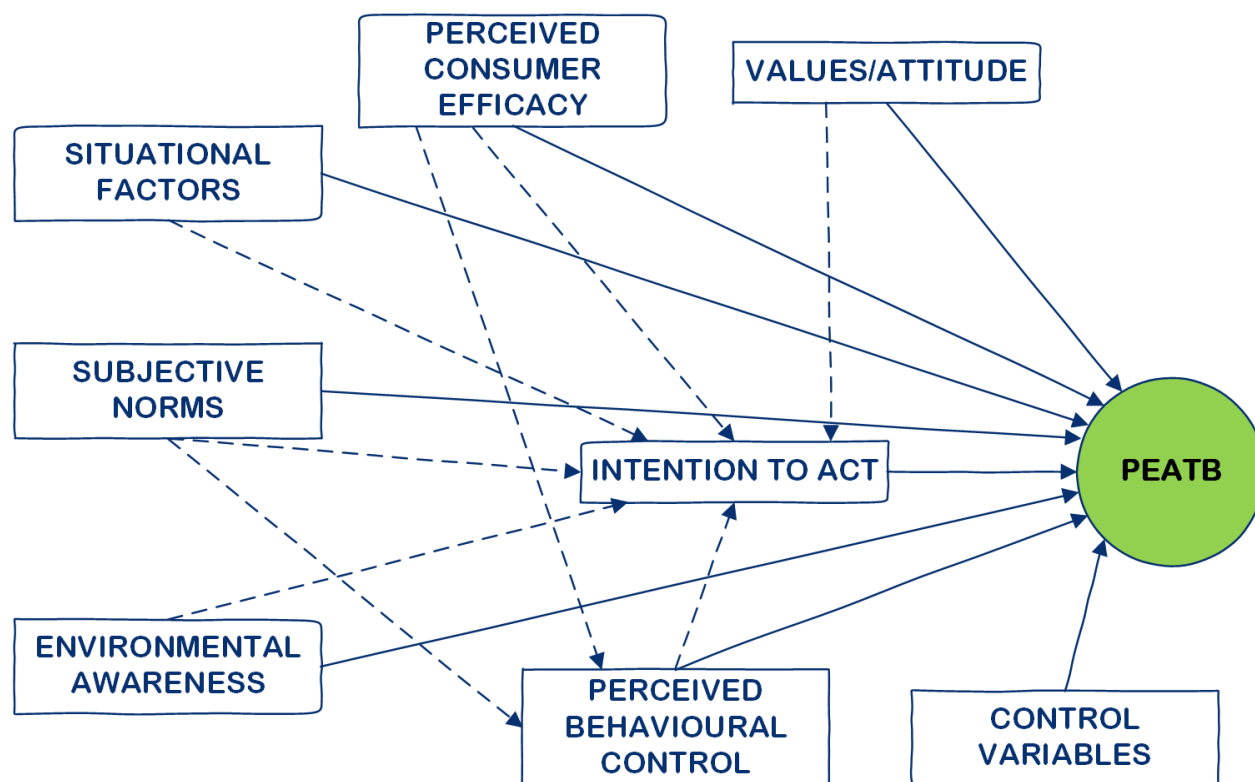 PERCEIVED
CONSUMER
EFFICACY
VALUES/ATTITUDE
SITUATIONAL
FACTORS
SUBJECTIVE
NORMS
INTENTION TO ACT
PEATB
ENVIRONMENTAL
AWARENESS
PERCEIVED
BEHAVIOURAL
CONTROL
CONTROL
VARIABLES